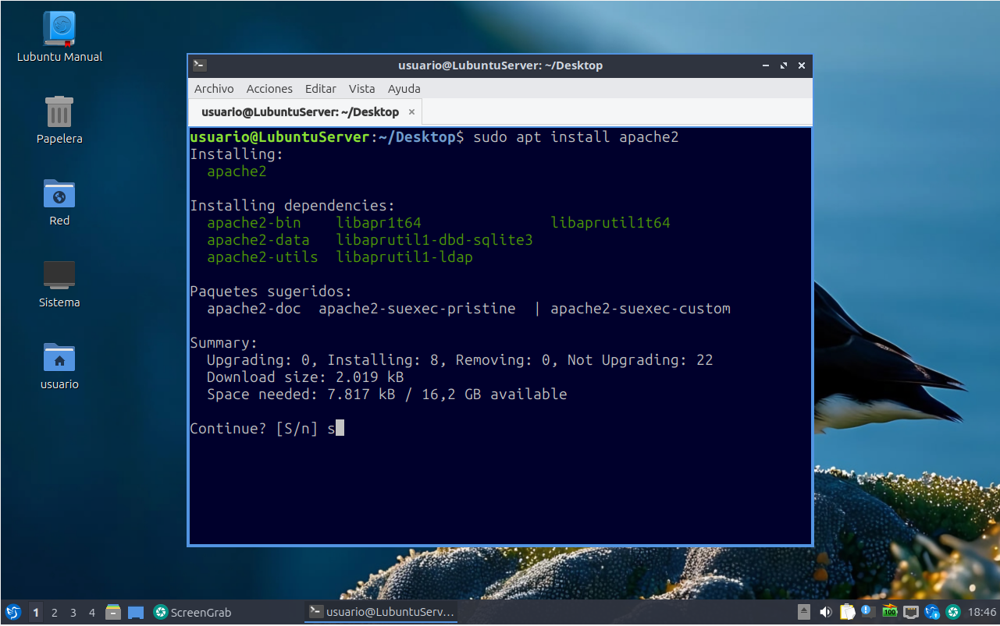 Lubuntu Manual
Papelera
Red
Sistema
usuario
usuario@LubuntuServer: ~/Desktop
Archivo Acciones Editar Vista Ayuda
usuario@LubuntuServer: ~/Desktop ×
usuario@LubuntuServer:~/Desktop$ sudo apt install apache2
Installing:
  apache2

Installing dependencies:
  apache2-bin    libapr1t64               libaprutil1t64
  apache2-data   libaprutil1-dbd-sqlite3
  apache2-utils  libaprutil1-ldap

Paquetes sugeridos:
  apache2-doc  apache2-suexec-pristine  | apache2-suexec-custom

Summary:
  Upgrading: 0, Installing: 8, Removing: 0, Not Upgrading: 22
  Download size: 2.019 kB
  Space needed: 7.817 kB / 16,2 GB available

Continue? [S/n] s
1 2 3 4 ScreenGrab usuario@LubuntuServ... 100 18:46